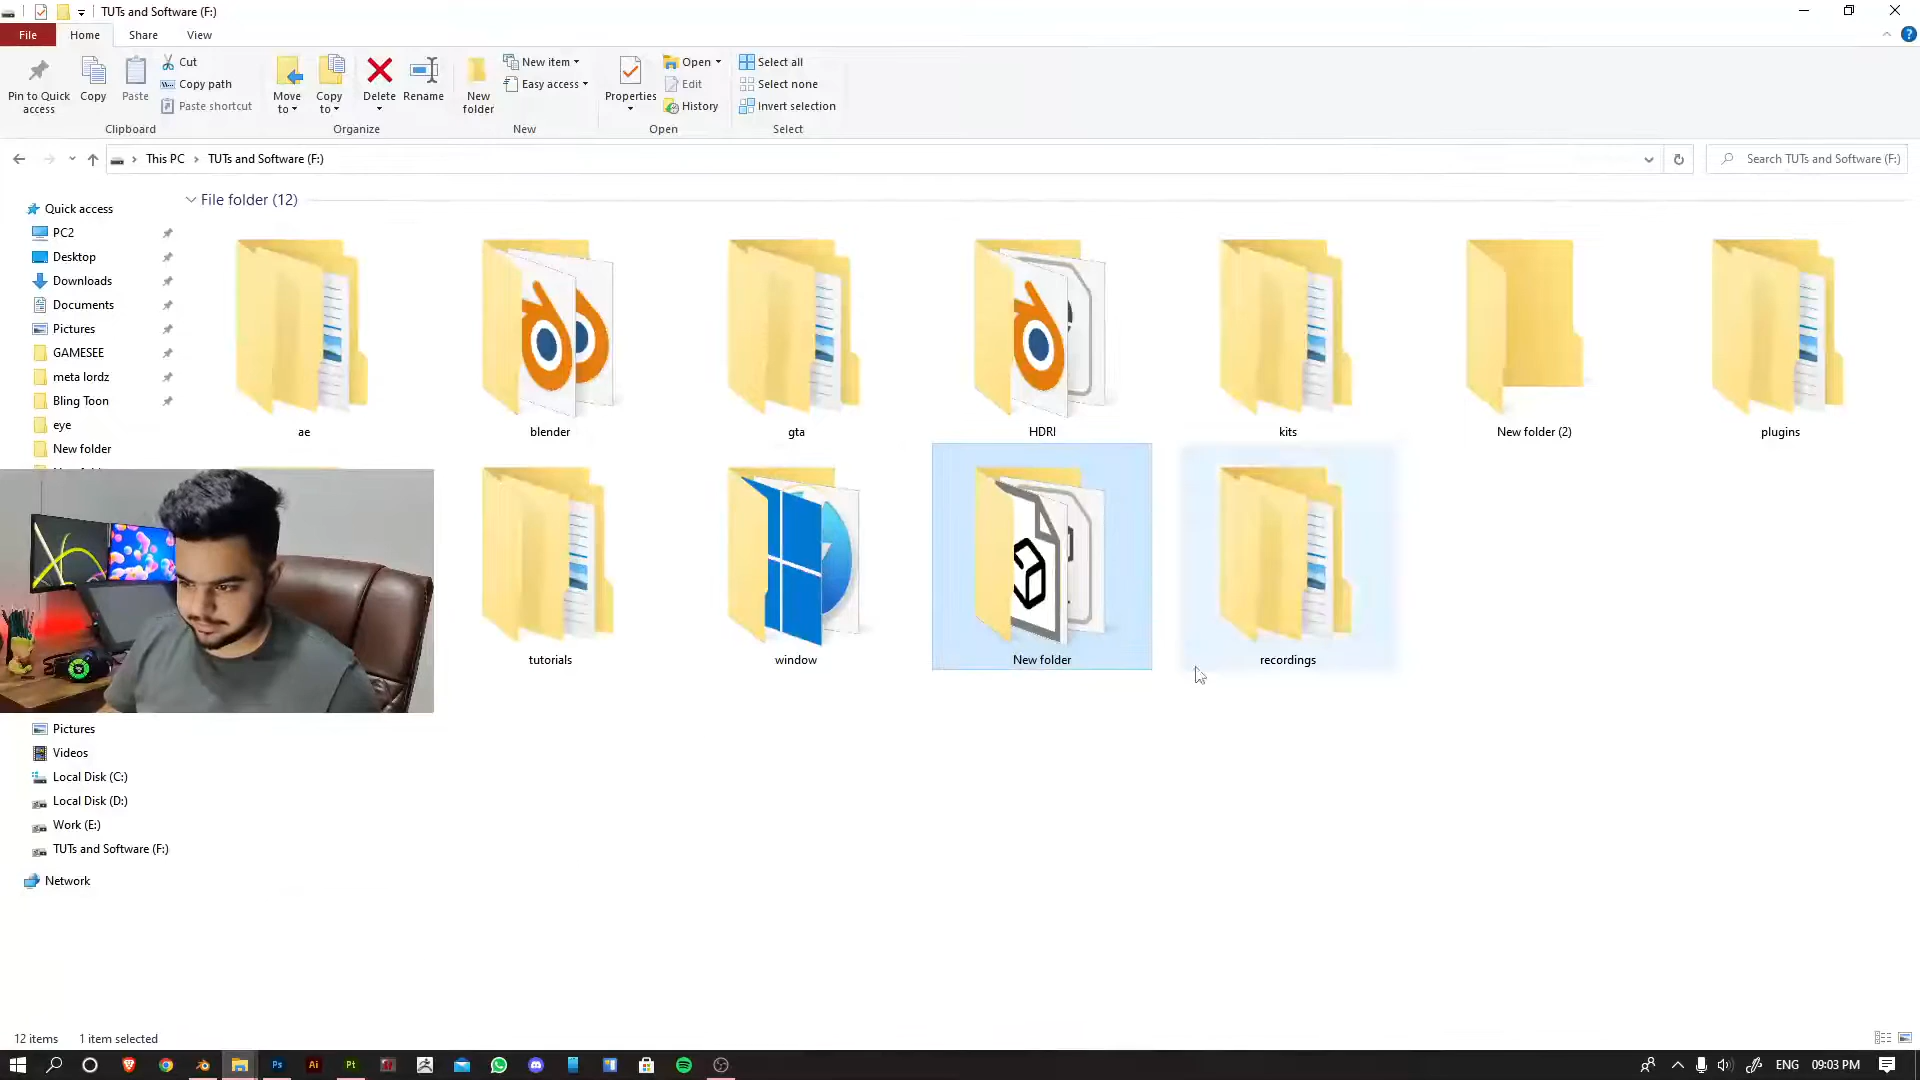 TUTs and Software (F:)
File Home Share View
Pin to Quick access
Copy
Paste
Cut
Copy path
Paste shortcut
Clipboard
Move to
Copy to
Delete
Rename
Organize
New folder
New item
Easy access
New
Properties
Open
Edit
History
Open
Select all
Select none
Invert selection
Select
This PC > TUTs and Software (F:)
Search TUTs and Software (F:)
Quick access
PC2
Desktop
Downloads
Documents
Pictures
GAMESEE
meta lordz
Bling Toon
eye
New folder
Pictures
Videos
Local Disk (C:)
Local Disk (D:)
Work (E:)
TUTs and Software (F:)
Network
File folder (12)
ae
blender
gta
HDRI
kits
New folder (2)
plugins
tutorials
window
New folder
recordings
12 items 1 item selected
Ps Ai Pt
ENG 09:03 PM